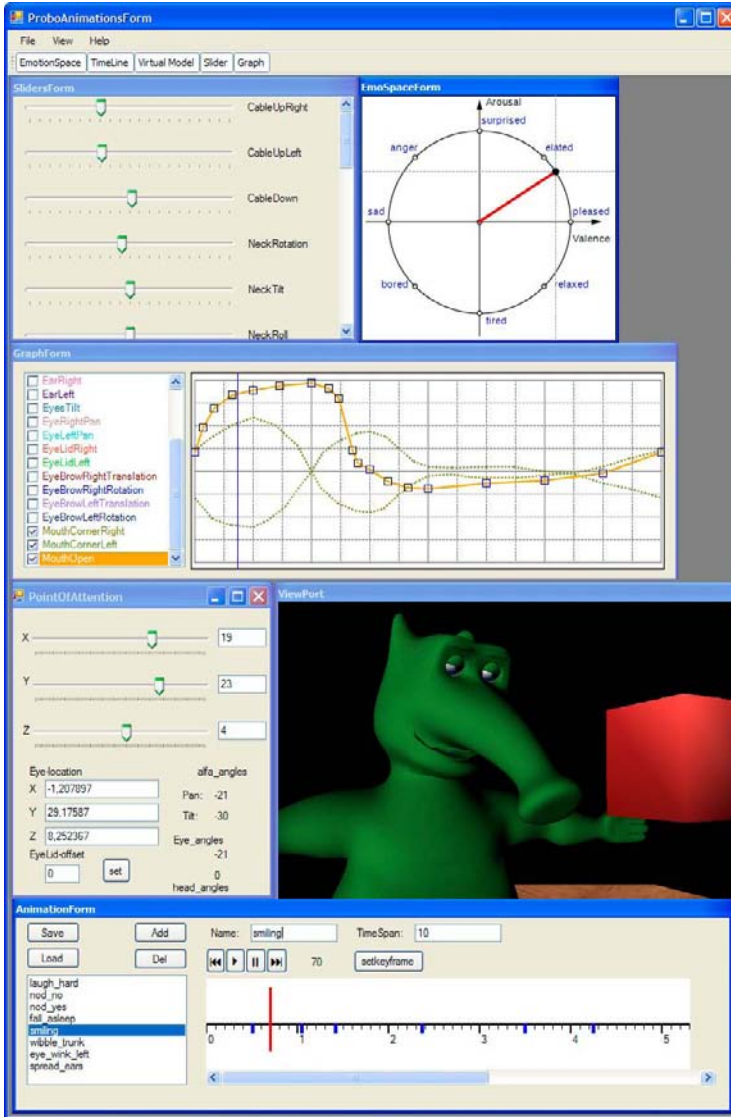 ProboAnimationsForm
File View Help
EmotionSpace TimeLine Virtual Model Slider Graph
SlidersForm
CableUpRight
CableUpLeft
CableDown
NeckRotation
NeckTilt
NeckRoll
EmoSpaceForm
Arousal
surprised
anger
elated
sad
pleased
Valence
bored
relaxed
tired
GraphForm
EarRight
EarLeft
EyesTilt
EyeRightPan
EyeLeftPan
EyeLidRight
EyeLidLeft
EyeBrowRightTranslation
EyeBrowRightRotation
EyeBrowLeftTranslation
EyeBrowLeftRotation
MouthCornerRight
MouthCornerLeft
MouthOpen
PointOfAttention
X 19
Y 23
Z 4
Eye-location alfa_angles
X -1,207897 Pan: -21
Y 29,17587 Tilt: -30
Z 8,252367 Eye_angles
EyeLid-offset -21
0 set 0
head_angles
ViewPort
AnimationForm
Save Add Name: smiling TimeSpan: 10
Load Del 70 setkeyframe
laugh_hard
nod_no
nod_yes
fall_asleep
smiling
wibble_trunk
eye_wink_left
spread_ears
0 1 2 3 4 5